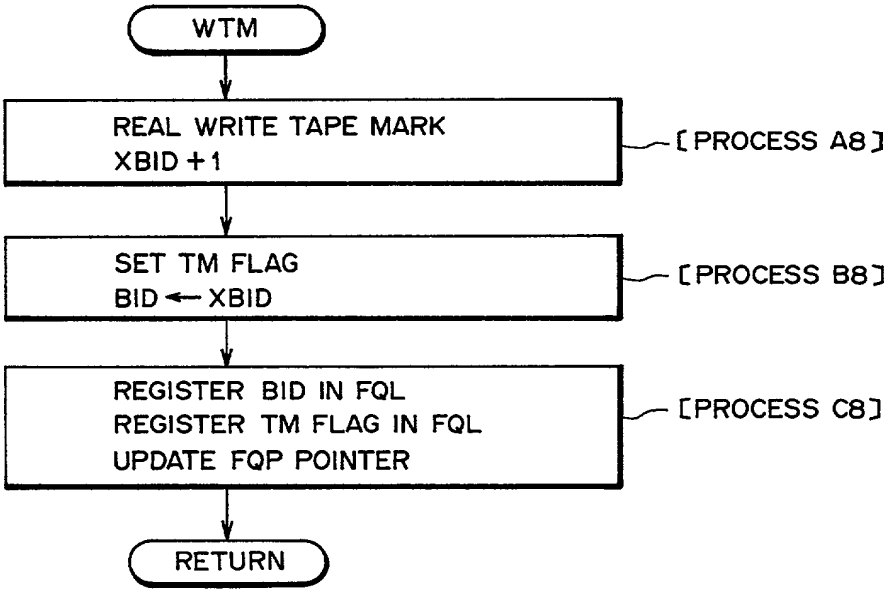 WTM
REAL WRITE TAPE MARK
XBID + 1
[PROCESS A8]
SET TM FLAG
BID ← XBID
[PROCESS B8]
REGISTER BID IN FQL
REGISTER TM FLAG IN FQL
UPDATE FQP POINTER
[PROCESS C8]
RETURN